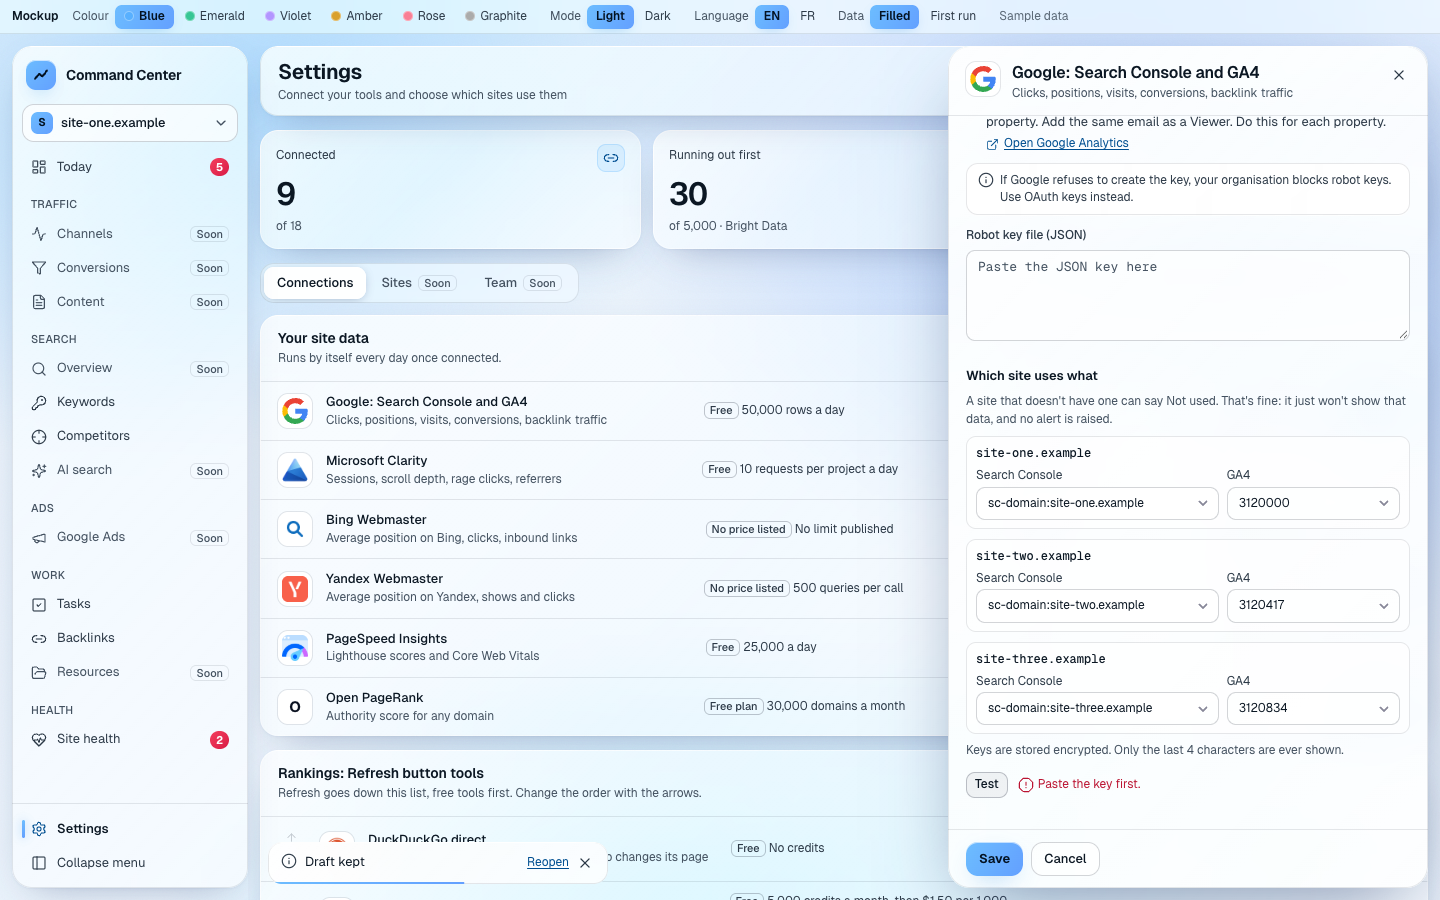 Mockup Colour Blue Emerald Violet Amber Rose Graphite Mode Light Dark Language EN FR Data Filled First run Sample data
Command Center
S site-one.example
Today 5
TRAFFIC
Channels Soon
Conversions Soon
Content Soon
SEARCH
Overview Soon
Keywords
Competitors
AI search Soon
ADS
Google Ads Soon
WORK
Tasks
Backlinks
Resources Soon
HEALTH
Site health 2
Settings
Collapse menu
Settings
Connect your tools and choose which sites use them
Connected
9
of 18
Running out first
30
of 5,000 · Bright Data
Connections Sites Soon Team Soon
Your site data
Runs by itself every day once connected.
Google: Search Console and GA4
Clicks, positions, visits, conversions, backlink traffic
Free 50,000 rows a day
Microsoft Clarity
Sessions, scroll depth, rage clicks, referrers
Free 10 requests per project a day
Bing Webmaster
Average position on Bing, clicks, inbound links
No price listed No limit published
Yandex Webmaster
Average position on Yandex, shows and clicks
No price listed 500 queries per call
PageSpeed Insights
Lighthouse scores and Core Web Vitals
Free 25,000 a day
O Open PageRank
Authority score for any domain
Free plan 30,000 domains a month
Rankings: Refresh button tools
Refresh goes down this list, free tools first. Change the order with the arrows.
DuckDuckGo direct
changes its page
Free No credits
Draft kept Reopen
Free 5,000 credits a month, then $1.50 per 1,000
Google: Search Console and GA4
Clicks, positions, visits, conversions, backlink traffic
property. Add the same email as a Viewer. Do this for each property.
Open Google Analytics
If Google refuses to create the key, your organisation blocks robot keys.
Use OAuth keys instead.
Robot key file (JSON)
Paste the JSON key here
Which site uses what
A site that doesn't have one can say Not used. That's fine: it just won't show that
data, and no alert is raised.
site-one.example
Search Console GA4
sc-domain:site-one.example 3120000
site-two.example
Search Console GA4
sc-domain:site-two.example 3120417
site-three.example
Search Console GA4
sc-domain:site-three.example 3120834
Keys are stored encrypted. Only the last 4 characters are ever shown.
Test Paste the key first.
Save Cancel